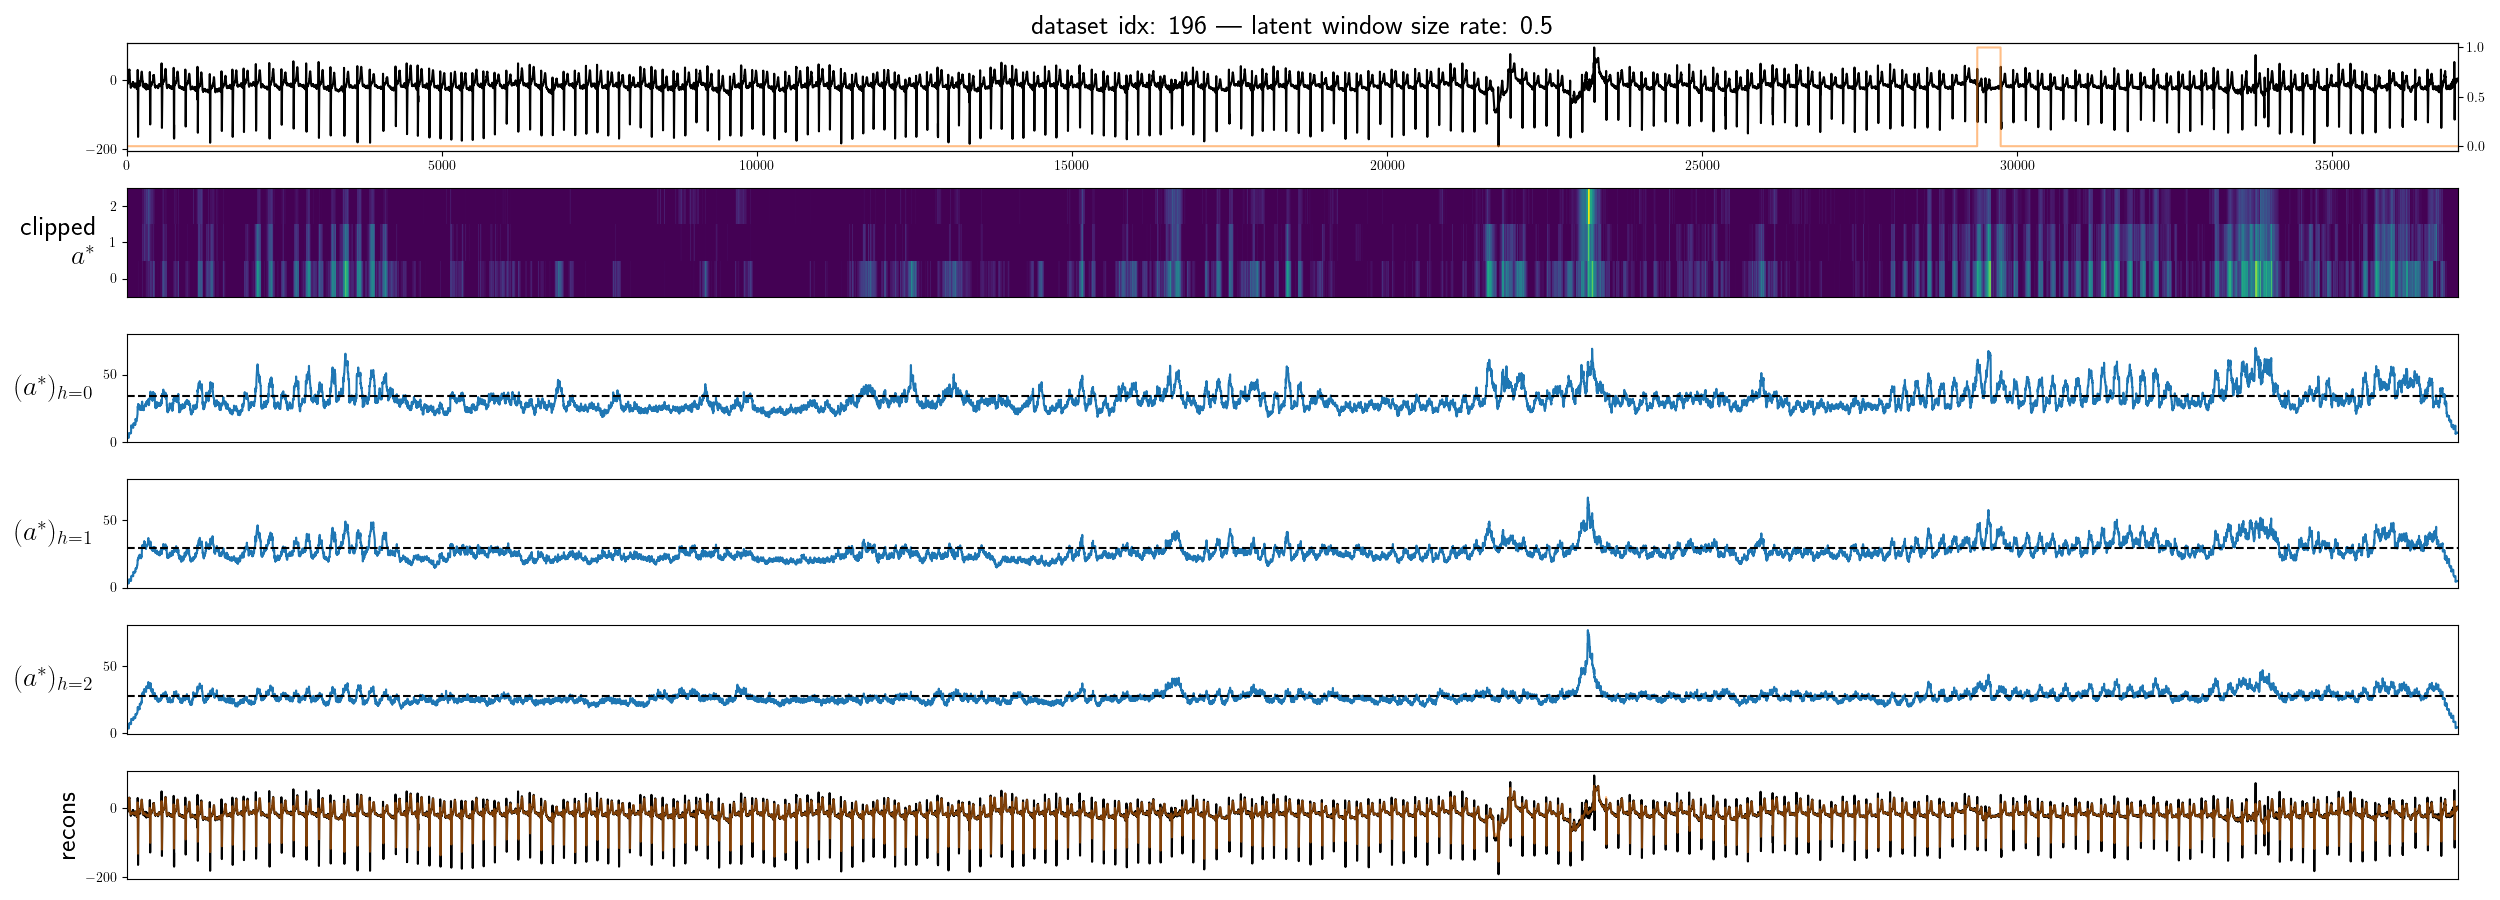 dataset idx: 196 — latent window size rate: 0.5
0
−200
1.0
0.5
0.0
0 5000 10000 15000 20000 25000 30000 35000
clipped
a*
2
1
0
(a*)h=0
50
0
(a*)h=1
50
0
(a*)h=2
50
0
recons
0
−200